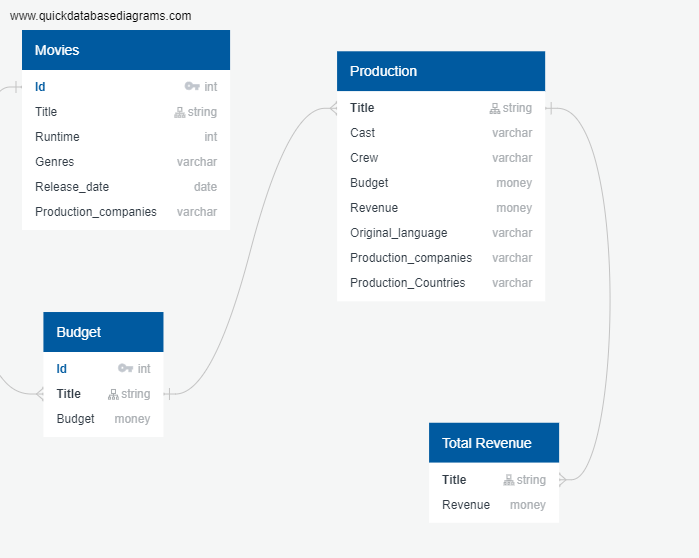 www.quickdatabasediagrams.com
Movies
Id int
Title string
Runtime int
Genres varchar
Release_date date
Production_companies varchar
Production
Title string
Cast varchar
Crew varchar
Budget money
Revenue money
Original_language varchar
Production_companies varchar
Production_Countries varchar
Budget
Id int
Title string
Budget money
Total Revenue
Title string
Revenue money